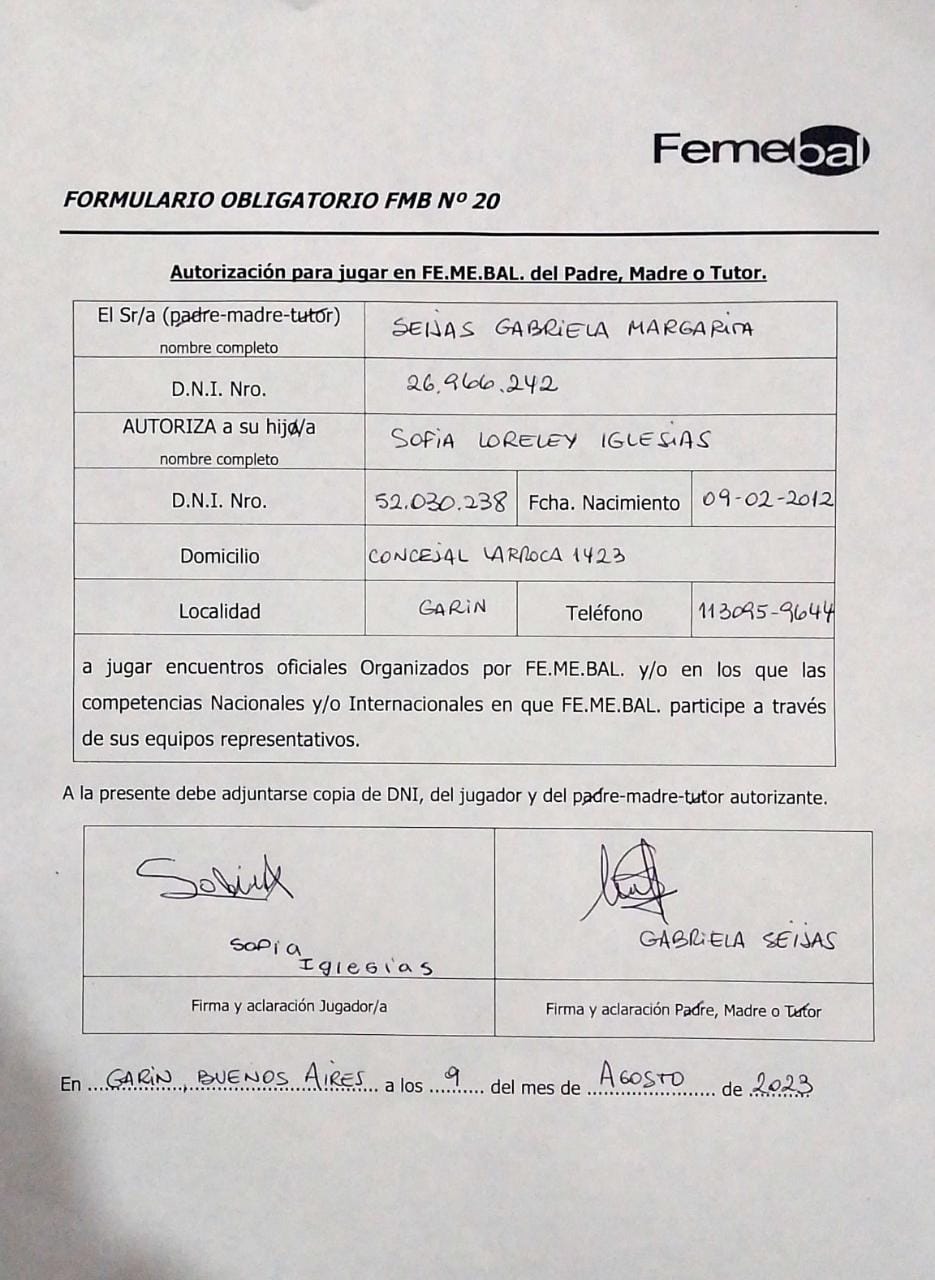 Femebal
FORMULARIO OBLIGATORIO FMB Nº 20
Autorización para jugar en FE.ME.BAL. del Padre, Madre o Tutor.
El Sr/a (padre-madre-tutor) SEIJAS GABRIELA MARGARITA
nombre completo
D.N.I. Nro. 26.966.242
AUTORIZA a su hijo/a SOFIA LORELEY IGLESIAS
nombre completo
D.N.I. Nro. 52.030.238 Fcha. Nacimiento 09-02-2012
Domicilio CONCEJAL LARROCA 1423
Localidad GARIN Teléfono 113095-9644
a jugar encuentros oficiales Organizados por FE.ME.BAL. y/o en los que las
competencias Nacionales y/o Internacionales en que FE.ME.BAL. participe a través
de sus equipos representativos.
A la presente debe adjuntarse copia de DNI, del jugador y del padre-madre-tutor autorizante.
SOFIA GABRIELA SEIJAS
Iglesias
Firma y aclaración Jugador/a Firma y aclaración Padre, Madre o Tutor
En GARIN, BUENOS AIRES a los 9 del mes de AGOSTO de 2023